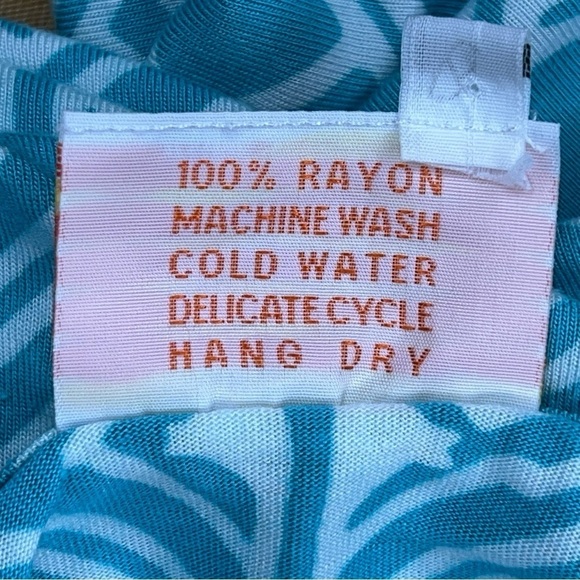 100% RAYON
MACHINE WASH
COLD WATER
DELICATE CYCLE
HANG DRY